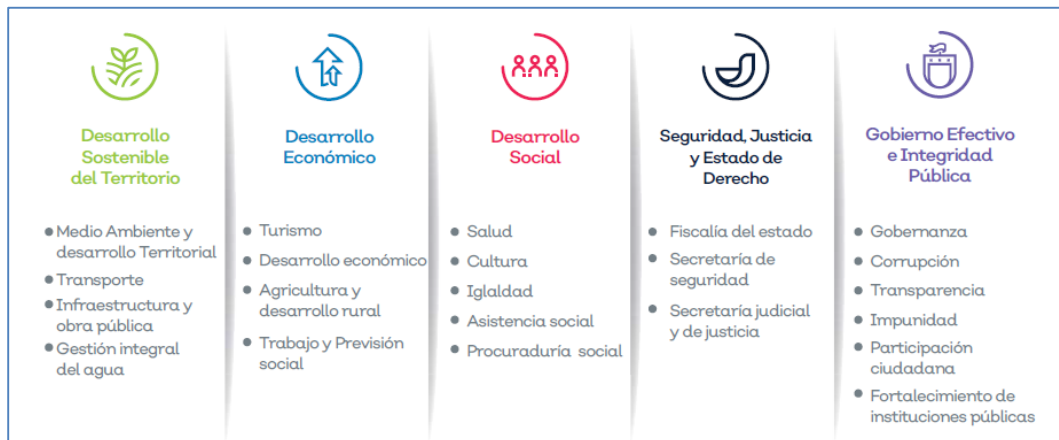 Desarrollo
Sostenible
del Territorio
● Medio Ambiente y
desarrollo Territorial
● Transporte
● Infraestructura y
obra pública
● Gestión integral
del agua
Desarrollo
Económico
● Turismo
● Desarrollo económico
● Agricultura y
desarrollo rural
● Trabajo y Previsión
social
Desarrollo
Social
● Salud
● Cultura
● Iglaldad
● Asistencia social
● Procuraduría social
Seguridad, Justicia
y Estado de
Derecho
● Fiscalía del estado
● Secretaría de
seguridad
● Secretaría judicial
y de justicia
Gobierno Efectivo
e Integridad
Pública
● Gobernanza
● Corrupción
● Transparencia
● Impunidad
● Participación
ciudadana
● Fortalecimiento de
instituciones públicas